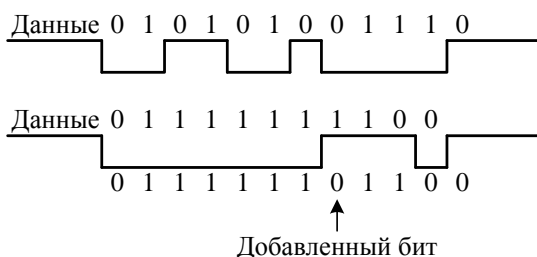 Данные 0 1 0 1 0 1 0 0 1 1 1 0
Данные 0 1 1 1 1 1 1 1 1 0 0
0 1 1 1 1 1 1 0 1 1 0 0
Добавленный бит